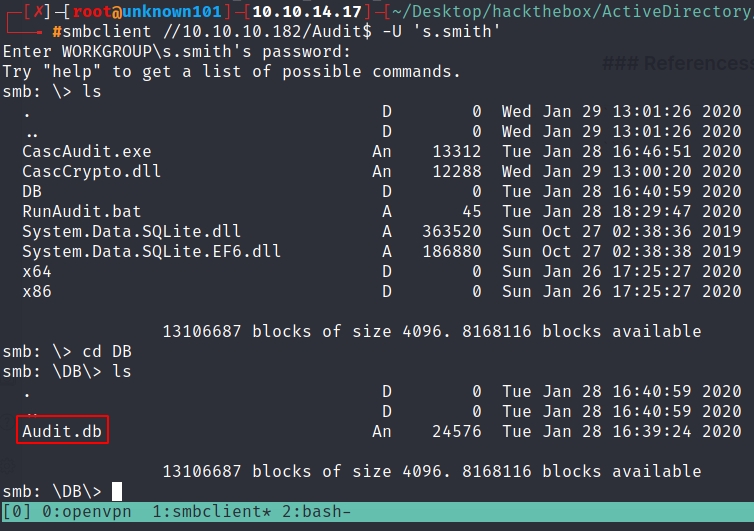 ┌─[✗]─[root@unknown101]─[10.10.14.17]─[~/Desktop/hackthebox/ActiveDirectory/
└──╼ #smbclient //10.10.10.182/Audit$ -U 's.smith'
Enter WORKGROUP\s.smith's password:
Try "help" to get a list of possible commands.
### References
smb: \> ls
. D 0 Wed Jan 29 13:01:26 2020
.. D 0 Wed Jan 29 13:01:26 2020
CascAudit.exe An 13312 Tue Jan 28 16:46:51 2020
CascCrypto.dll An 12288 Wed Jan 29 13:00:20 2020
DB D 0 Tue Jan 28 16:40:59 2020
RunAudit.bat A 45 Tue Jan 28 18:29:47 2020
System.Data.SQLite.dll A 363520 Sun Oct 27 02:38:36 2019
System.Data.SQLite.EF6.dll A 186880 Sun Oct 27 02:38:38 2019
x64 D 0 Sun Jan 26 17:25:27 2020
x86 D 0 Sun Jan 26 17:25:27 2020
13106687 blocks of size 4096. 8168116 blocks available
smb: \> cd DB
smb: \DB\> ls
. D 0 Tue Jan 28 16:40:59 2020
.. D 0 Tue Jan 28 16:40:59 2020
Audit.db An 24576 Tue Jan 28 16:39:24 2020
13106687 blocks of size 4096. 8168116 blocks available
smb: \DB\>
[0] 0:openvpn 1:smbclient* 2:bash-